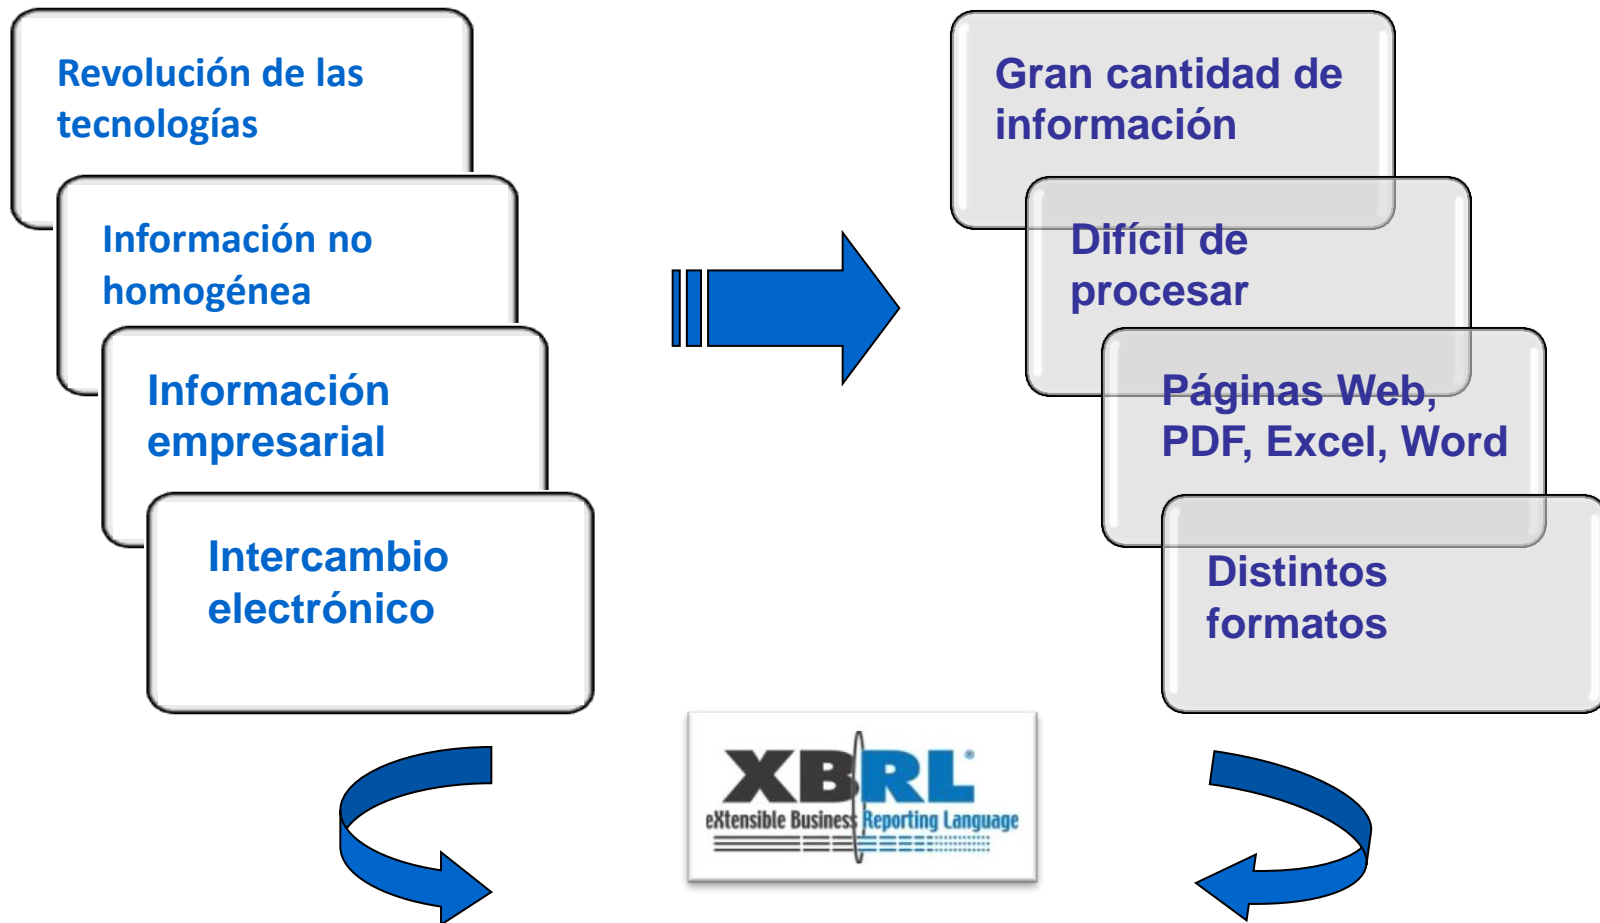 Revolución de las
tecnologías
Información no
homogénea
Información
empresarial
Intercambio
electrónico
Gran cantidad de
información
Difícil de
procesar
Páginas Web,
PDF, Excel, Word
Distintos
formatos
XBRL®
eXtensible Business Reporting Language